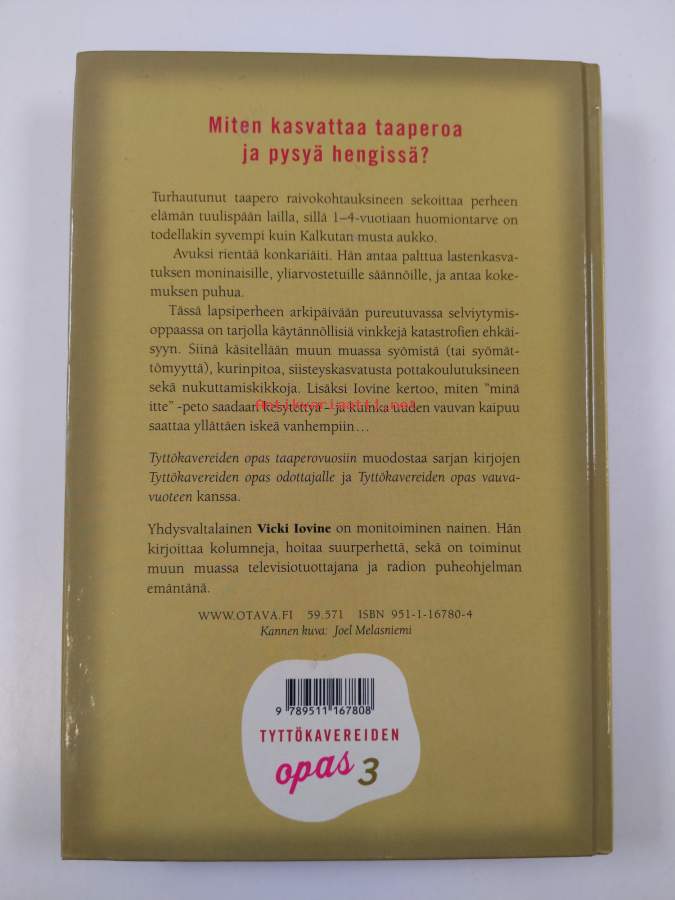 Miten kasvattaa taaperoa
ja pysyä hengissä?
Turhautunut taapero raivokohtauksineen sekoittaa perheen
elämän tuulispään lailla, sillä 1–4-vuotiaan huomiontarve on
todellakin syvempi kuin Kalkutan musta aukko.
Avuksi rientää konkariäiti. Hän antaa palttua lastenkasva-
tuksen moninaisille, yliarvostetuille säännöille, ja antaa koke-
muksen puhua.
Tässä lapsiperheen arkipäivään pureutuvassa selviytymis-
oppaassa on tarjolla käytännöllisiä vinkkejä katastrofien ehkäi-
syyn. Siinä käsitellään muun muassa syömistä (tai syömät-
tömyyttä), kurinpitoa, siisteyskasvatusta pottakoulutuksineen
sekä nukuttamiskikkoja. Lisäksi Iovine kertoo, miten ”minä
itte” -peto saadaan kesytettyä – ja kuinka uuden vauvan kaipuu
antikvariaatti.net
saattaa yllättäen iskeä vanhempiin…
Tyttökavereiden opas taaperovuosiin muodostaa sarjan kirjojen
Tyttökavereiden opas odottajalle ja Tyttökavereiden opas vauva-
vuoteen kanssa.
Yhdysvaltalainen Vicki Iovine on monitoiminen nainen. Hän
kirjoittaa kolumneja, hoitaa suurperhettä, sekä on toiminut
muun muassa televisiotuottajana ja radion puheohjelman
emäntänä.
WWW.OTAVA.FI 59.571 ISBN 951-1-16780-4
Kannen kuva: Joel Melasniemi
9 789511 167808
TYTTÖKAVEREIDEN
opas 3